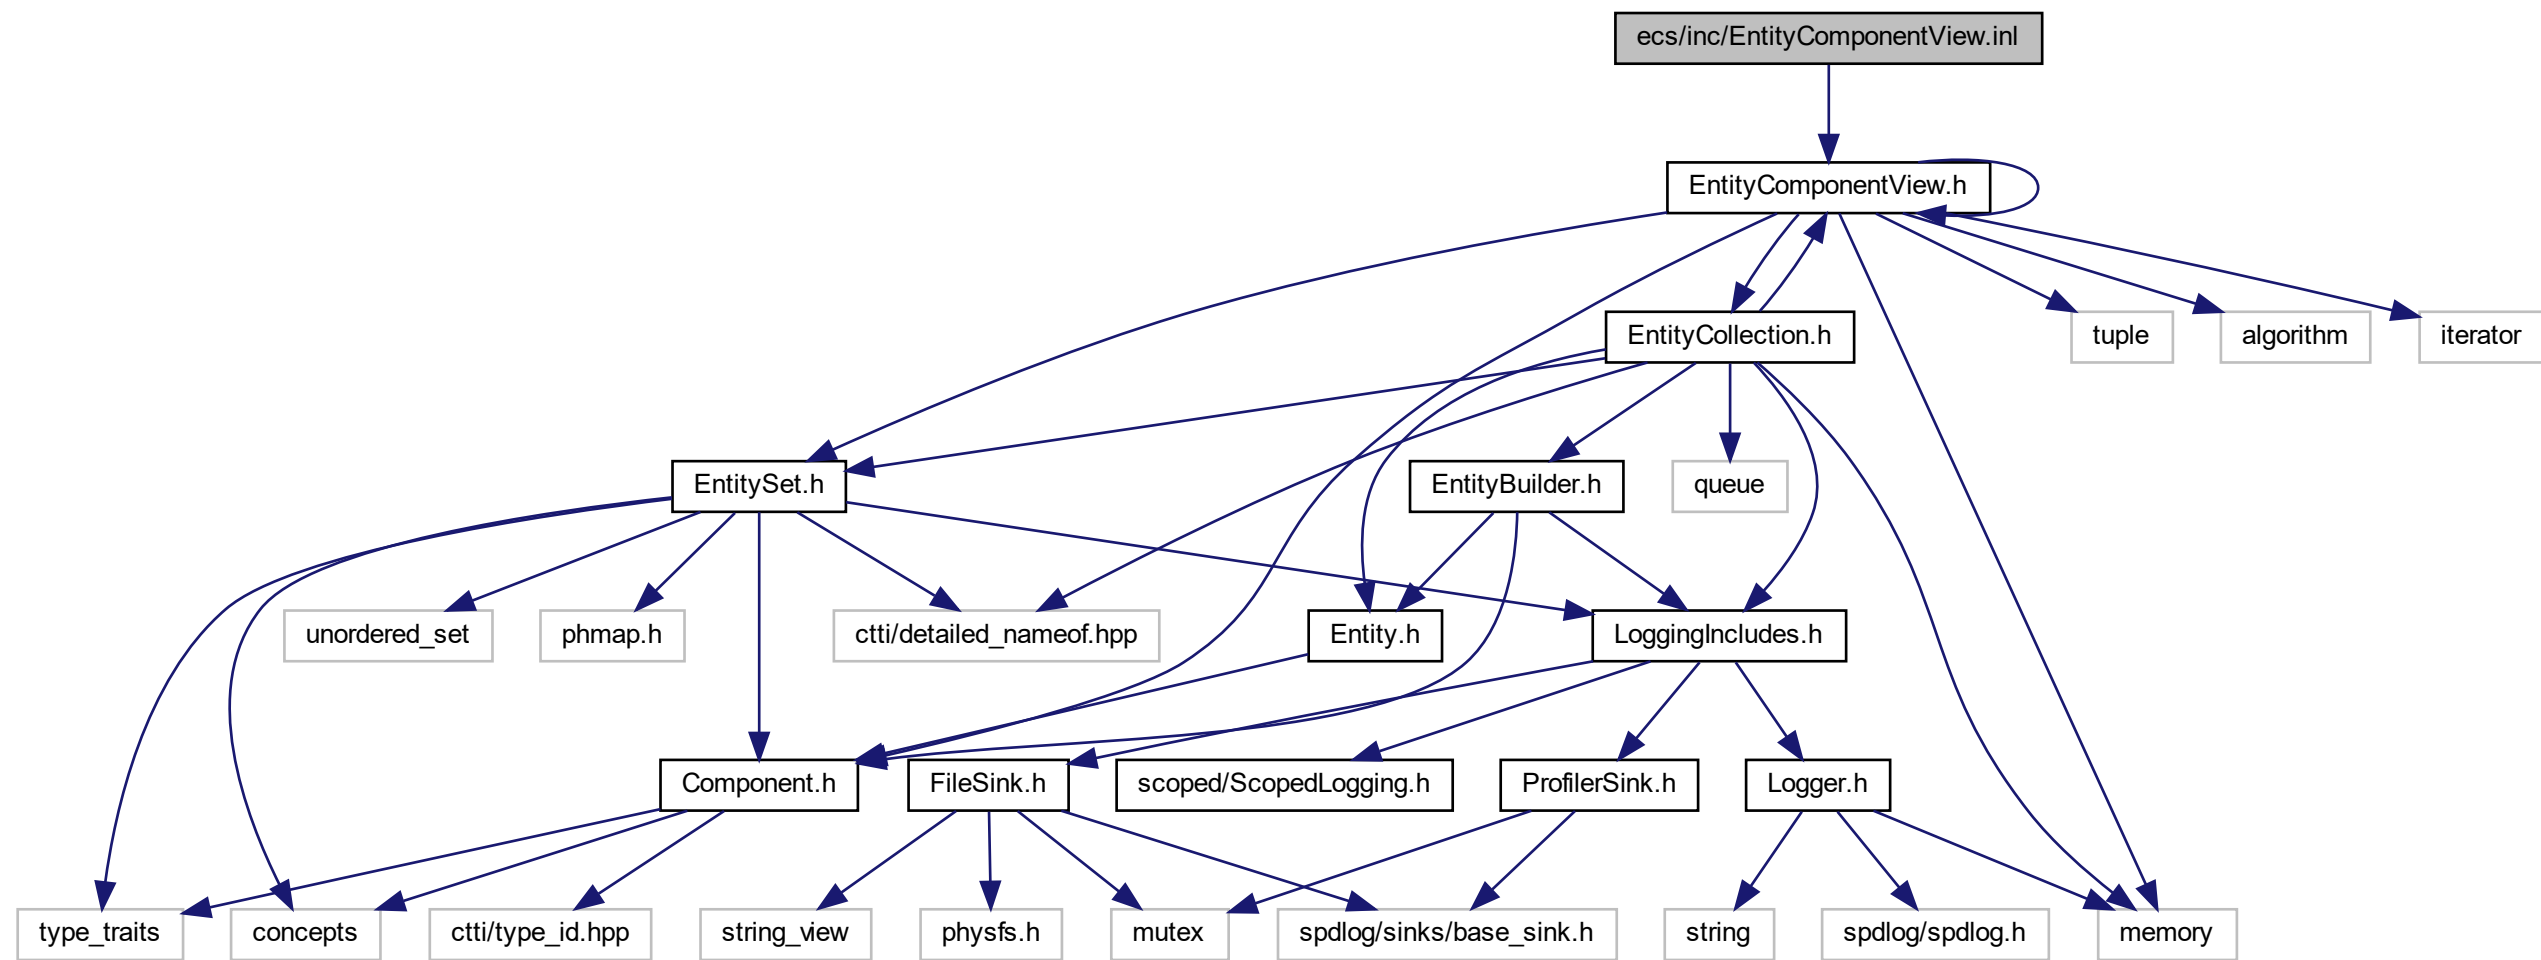 ecs/inc/EntityComponentView.inl
EntityComponentView.h
EntityCollection.h
tuple
algorithm
iterator
EntitySet.h
EntityBuilder.h
queue
unordered_set
phmap.h
ctti/detailed_nameof.hpp
Entity.h
LoggingIncludes.h
Component.h
FileSink.h
scoped/ScopedLogging.h
ProfilerSink.h
Logger.h
type_traits
concepts
ctti/type_id.hpp
string_view
physfs.h
mutex
spdlog/sinks/base_sink.h
string
spdlog/spdlog.h
memory